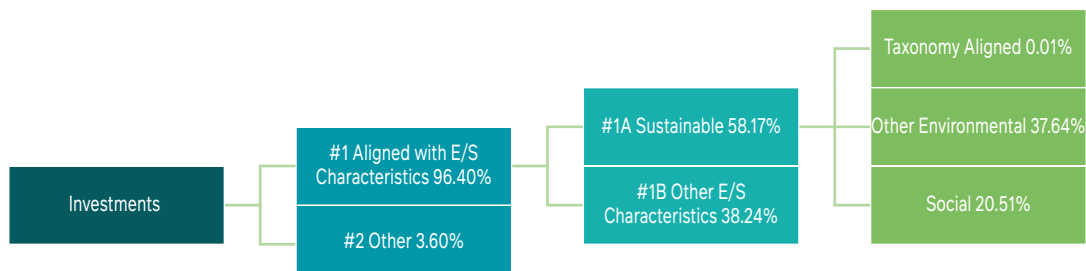 Investments
#1 Aligned with E/S
Characteristics 96.40%
#2 Other 3.60%
#1A Sustainable 58.17%
#1B Other E/S
Characteristics 38.24%
Taxonomy Aligned 0.01%
Other Environmental 37.64%
Social 20.51%